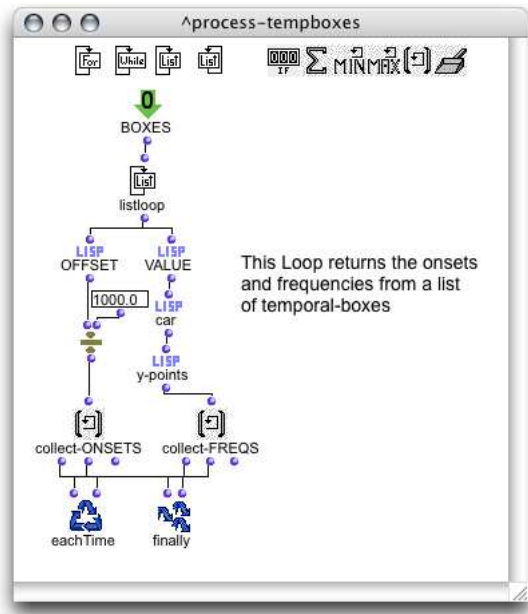 ^process-tempboxes
For While List List 000 IF Σ MIN MAX
0
BOXES
List
listloop
LISP LISP
OFFSET VALUE
This Loop returns the onsets
and frequencies from a list
of temporal-boxes
1000.0
LISP
car
LISP
y-points
collect-ONSETS collect-FREQS
eachTime finally